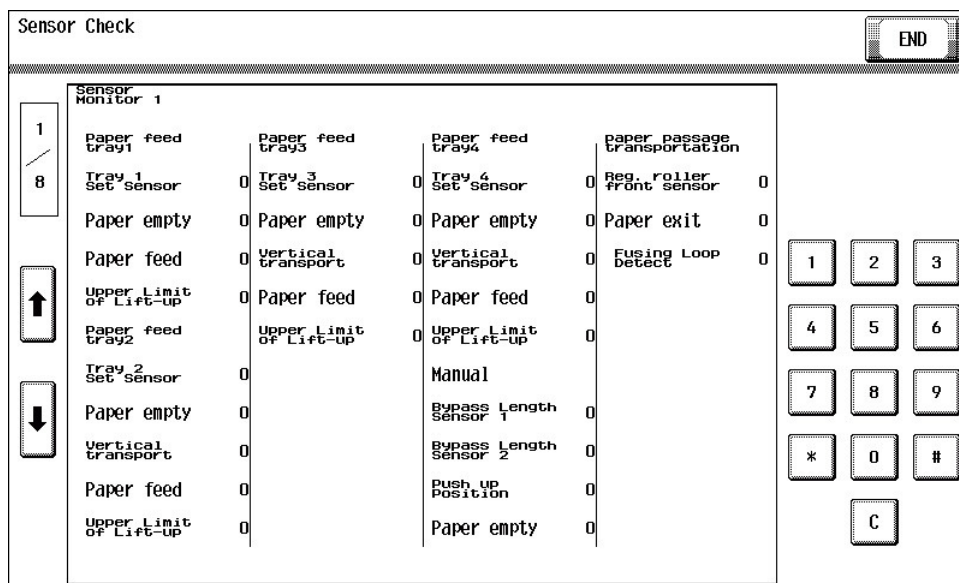 Sensor Check
END
1
8
Sensor
Monitor 1
Paper feed
tray1
Tray 1
Set Sensor 0
Paper empty 0
Paper feed 0
Upper Limit
of Lift-up 0
Paper feed
tray2
Tray 2
Set Sensor 0
Paper empty 0
Vertical
transport 0
Paper feed 0
Upper Limit
of Lift-up 0
Paper feed
tray3
Tray 3
Set Sensor 0
Paper empty 0
Vertical
transport 0
Paper feed 0
Upper Limit
of Lift-up 0
Paper feed
tray4
Tray 4
Set Sensor 0
Paper empty 0
Vertical
transport 0
Paper feed 0
Upper Limit
of Lift-up 0
Manual
Bypass Length
Sensor 1 0
Bypass Length
Sensor 2 0
Push up
Position 0
Paper empty 0
paper passage
transportation
Reg. roller
front sensor 0
Paper exit 0
Fusing Loop
Detect 0
1 2 3
4 5 6
7 8 9
* 0 #
C